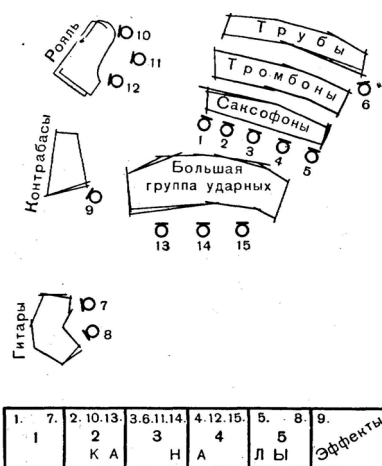 Рояль
10
11
12
Трубы
Тромбоны
6
Саксофоны
1 2 3 4 5
Контрабасы
9
Большая
группа ударных
13 14 15
Гитары
7
8
1. 7. 2. 10. 13. 3. 6. 11. 14. 4. 12. 15. 5. 8. 9.
1 2 3 4 5 Эффекты
КАНАЛЫ